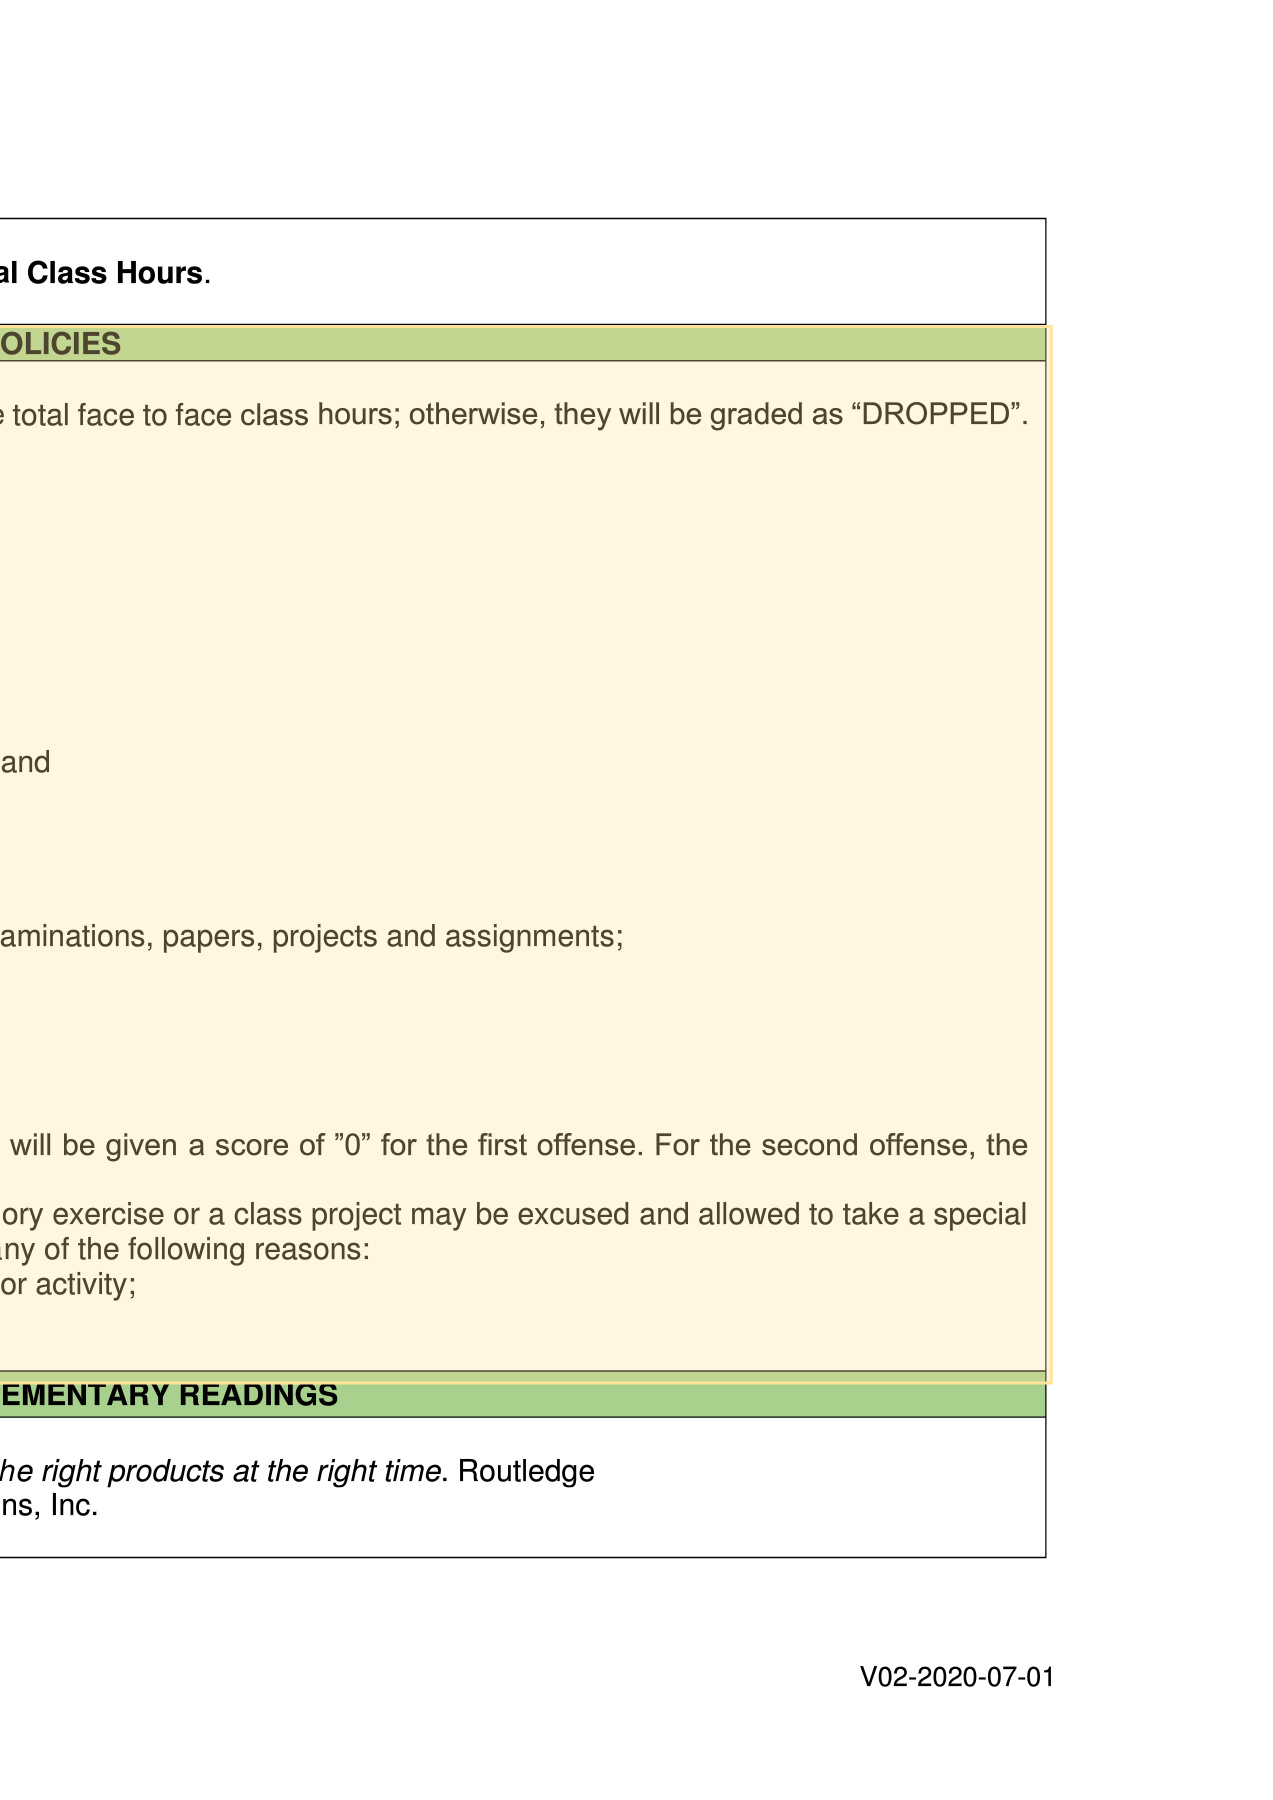 al Class Hours.
OLICIES
e total face to face class hours; otherwise, they will be graded as “DROPPED”.
and
aminations, papers, projects and assignments;
will be given a score of ”0” for the first offense. For the second offense, the
ory exercise or a class project may be excused and allowed to take a special
any of the following reasons:
or activity;
EMENTARY READINGS
he right products at the right time. Routledge
ns, Inc.
V02-2020-07-01